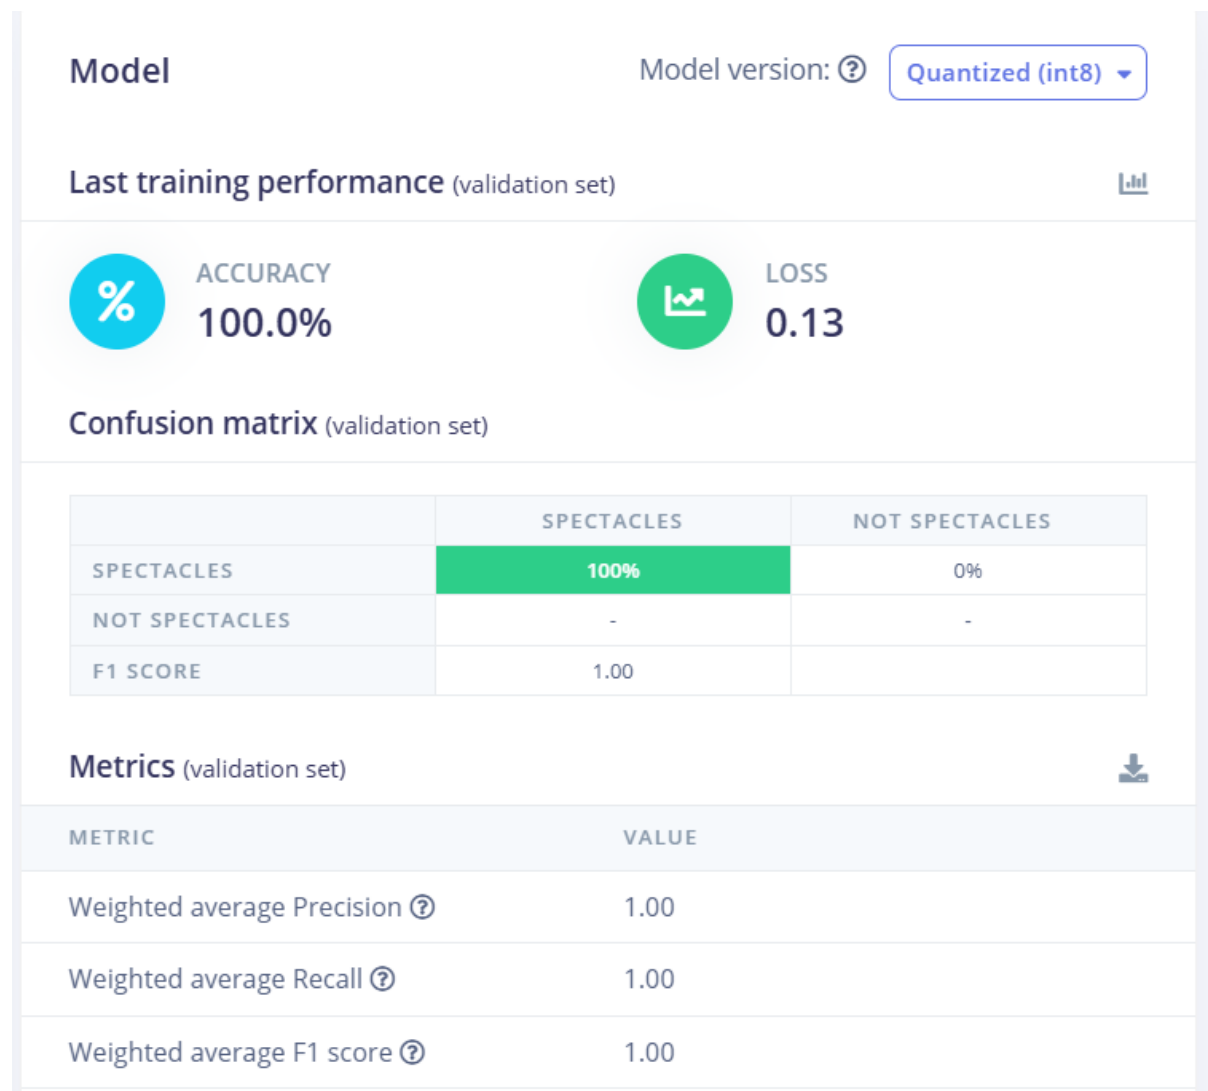 Model
Model version: Quantized (int8)
Last training performance (validation set)
% ACCURACY
100.0%
LOSS
0.13
Confusion matrix (validation set)
SPECTACLES NOT SPECTACLES
SPECTACLES 100% 0%
NOT SPECTACLES - -
F1 SCORE 1.00
Metrics (validation set)
METRIC VALUE
Weighted average Precision ? 1.00
Weighted average Recall ? 1.00
Weighted average F1 score ? 1.00